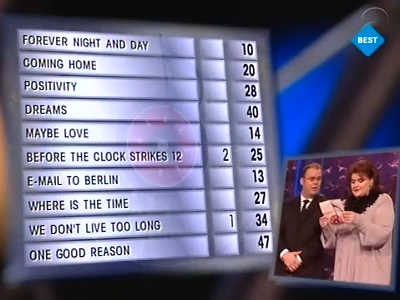 BEST
FOREVER NIGHT AND DAY 10
COMING HOME 20
POSITIVITY 28
DREAMS 40
MAYBE LOVE 14
BEFORE THE CLOCK STRIKES 12 2 25
E-MAIL TO BERLIN 13
WHERE IS THE TIME 27
WE DON'T LIVE TOO LONG 1 34
ONE GOOD REASON 47